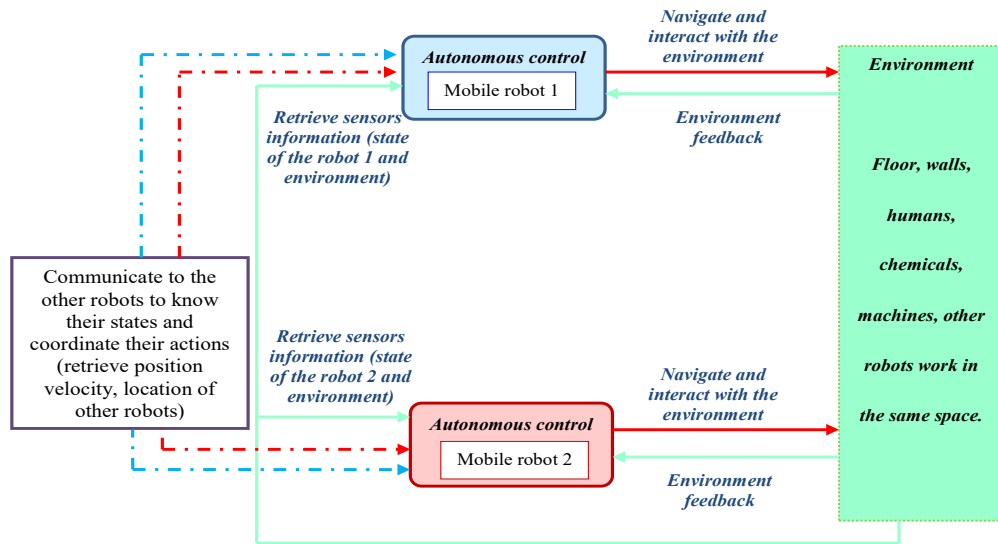 Navigate and
interact with the
environment
Autonomous control
Mobile robot 1
Environment
Retrieve sensors
information (state
of the robot 1 and
environment)
Environment
feedback
Floor, walls,
humans,
chemicals,
machines, other
robots work in
the same space.
Communicate to the
other robots to know
their states and
coordinate their actions
(retrieve position
velocity, location of
other robots)
Retrieve sensors
information (state
of the robot 2 and
environment)
Navigate and
interact with the
environment
Autonomous control
Mobile robot 2
Environment
feedback